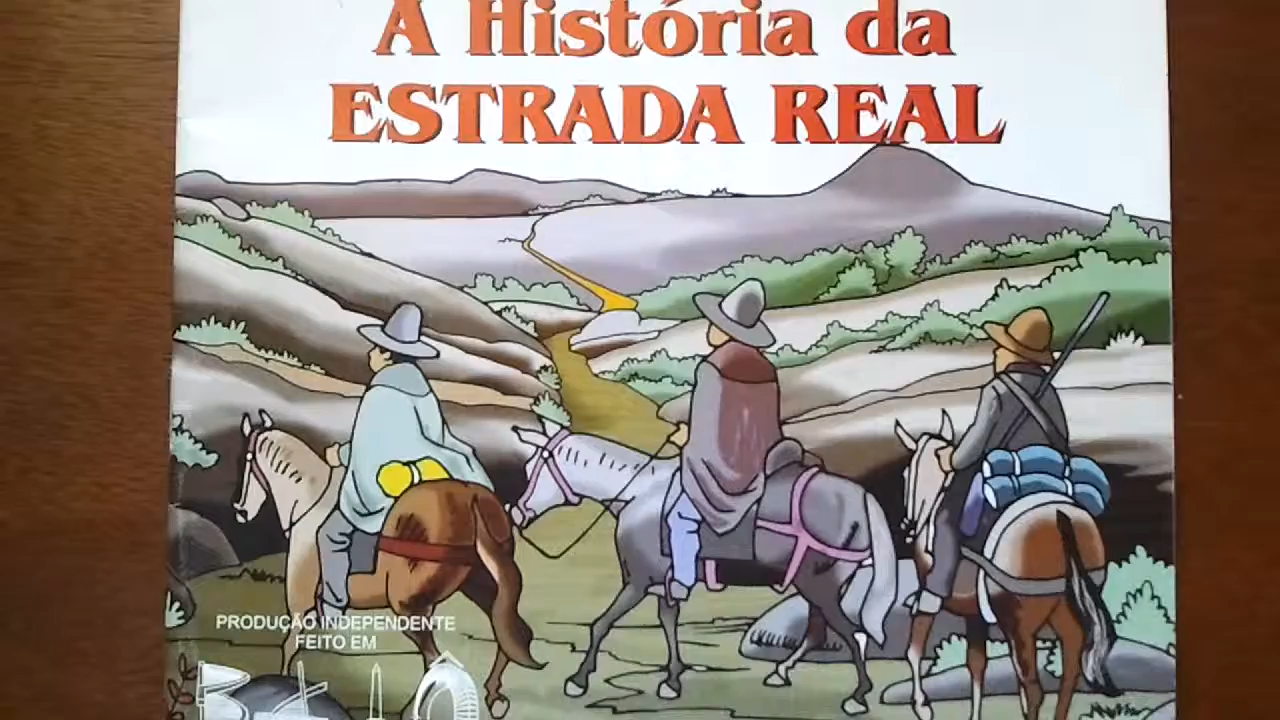 A História da
ESTRADA REAL
PRODUÇÃO INDEPENDENTE
FEITO EM